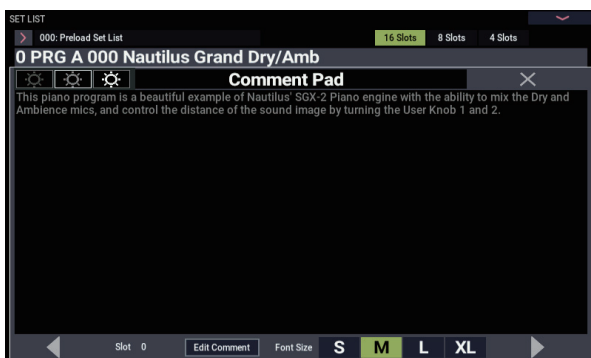 SET LIST
000: Preload Set List
16 Slots
8 Slots
4 Slots
0 PRG A 000 Nautilus Grand Dry/Amb
Comment Pad
This piano program is a beautiful example of Nautilus' SGX-2 Piano engine with the ability to mix the Dry and
Ambience mics, and control the distance of the sound image by turning the User Knob 1 and 2.
Slot 0
Edit Comment
Font Size
S
M
L
XL